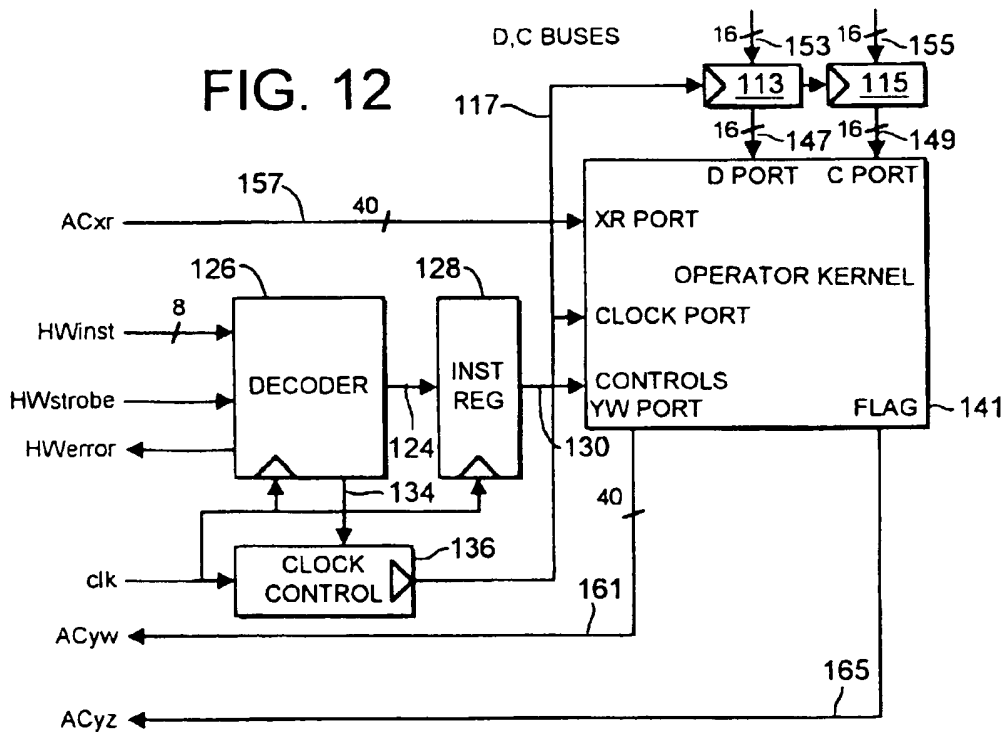 D,C BUSES
16 153 16 155
FIG. 12
117
113 115
16 147 16 149
D PORT C PORT
157 40
ACxr
XR PORT
126 128
OPERATOR KERNEL
8
HWinst
CLOCK PORT
DECODER
INST
REG
HWstrobe
CONTROLS
YW PORT FLAG
141
HWerror
124 130
134
40
136
clk
CLOCK
CONTROL
161
ACyw
165
ACyz